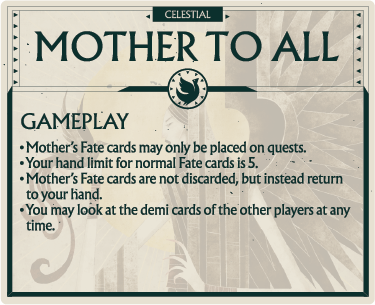 CELESTIAL
MOTHER TO ALL
GAMEPLAY
•Mother's Fate cards may only be placed on quests.
•Your hand limit for normal Fate cards is 5.
•Mother's Fate cards are not discarded, but instead return
to your hand.
•You may look at the demi cards of the other players at any
time.